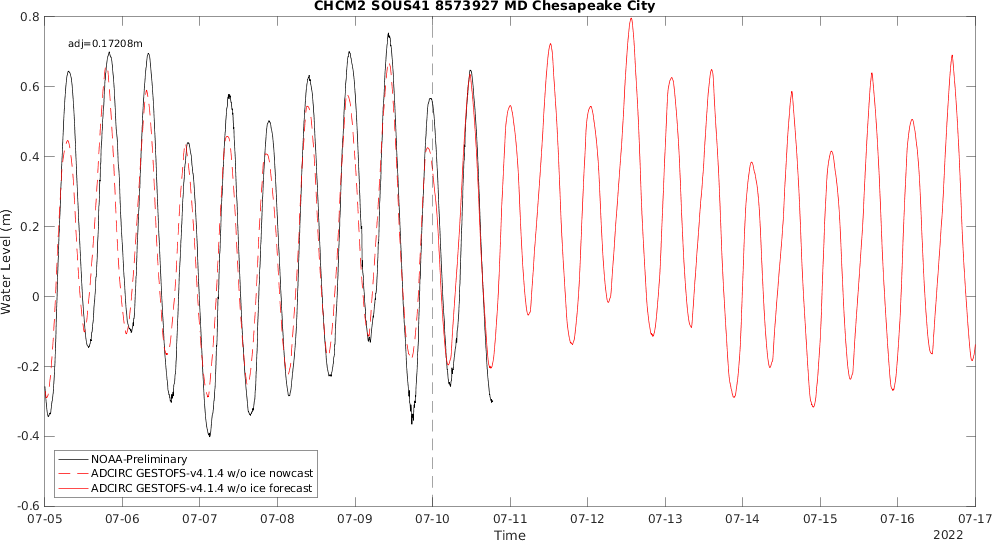 CHCM2 SOUS41 8573927 MD Chesapeake City
adj=0.17208m
0.8
0.6
0.4
0.2
0
-0.2
-0.4
-0.6
Water Level (m)
NOAA-Preliminary
ADCIRC GESTOFS-v4.1.4 w/o ice nowcast
ADCIRC GESTOFS-v4.1.4 w/o ice forecast
07-05 07-06 07-07 07-08 07-09 07-10 07-11 07-12 07-13 07-14 07-15 07-16 07-17
Time
2022